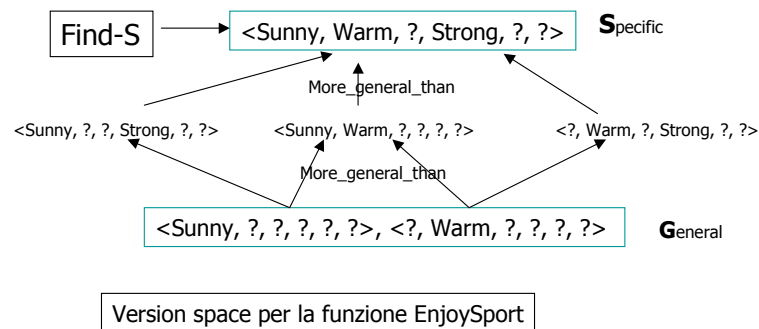 Find-S
<Sunny, Warm, ?, Strong, ?, ?>
Specific
More_general_than
<Sunny, ?, ?, Strong, ?, ?>
<Sunny, Warm, ?, ?, ?, ?>
<?, Warm, ?, Strong, ?, ?>
More_general_than
<Sunny, ?, ?, ?, ?, ?>, <?, Warm, ?, ?, ?, ?>
General
Version space per la funzione EnjoySport